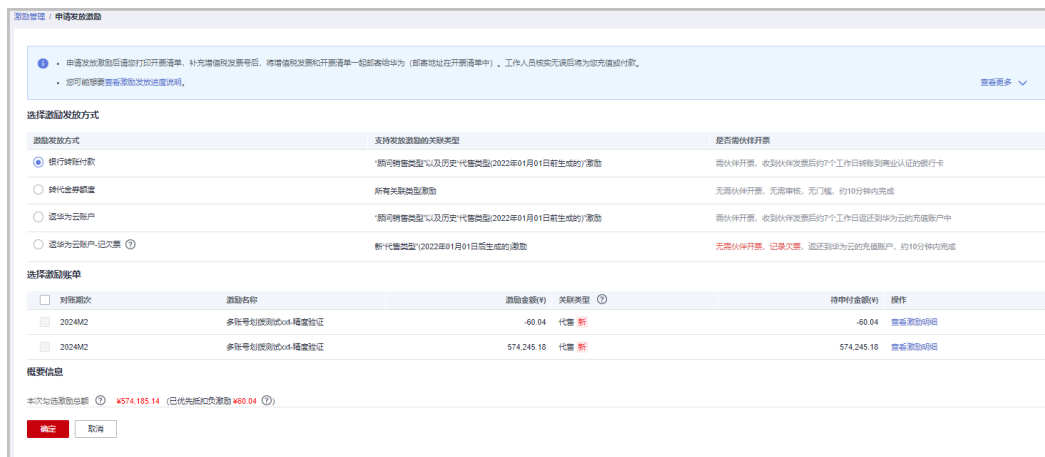 激励管理 / 申请发放激励
申请发放激励后请您打印开票清单，补充增值税发票号后，将增值税发票和开票清单一起邮寄给华为（邮寄地址在开票清单中）。工作人员核实无误后将为您充值或付款。
您可能想要查看激励发放进度说明。
查看更多
选择激励发放方式
激励发放方式 支持发放激励的关联类型 是否需伙伴开票
银行转账付款 "顾问销售类型"以及历史"代售类型(2022年01月01日前生成的)"激励 需伙伴开票，收到伙伴发票后约7个工作日转账到商业认证的银行卡
转代金券额度 所有关联类型激励 无需伙伴开票，无需审核，无门槛，约10分钟内完成
返华为云账户 "顾问销售类型"以及历史"代售类型(2022年01月01日前生成的)"激励 需伙伴开票，收到伙伴发票后约7个工作日返还到华为云的充值账户中
返华为云账户-记欠票 新"代售类型"(2022年01月01日后生成的)激励 无需伙伴开票，记录欠票，返还到华为云的充值账户，约10分钟内完成
选择激励账单
对账期次 激励名称 激励金额(¥) 关联类型 待申付金额(¥) 操作
2024M2 多账号划拨测试xxt-精度验证 -60.04 代售 新 -60.04 查看激励明细
2024M2 多账号划拨测试xxt-精度验证 574,245.18 代售 新 574,245.18 查看激励明细
概要信息
本次勾选激励总额 ¥574,185.14 (已优先抵扣负激励 ¥60.04 )
确定 取消